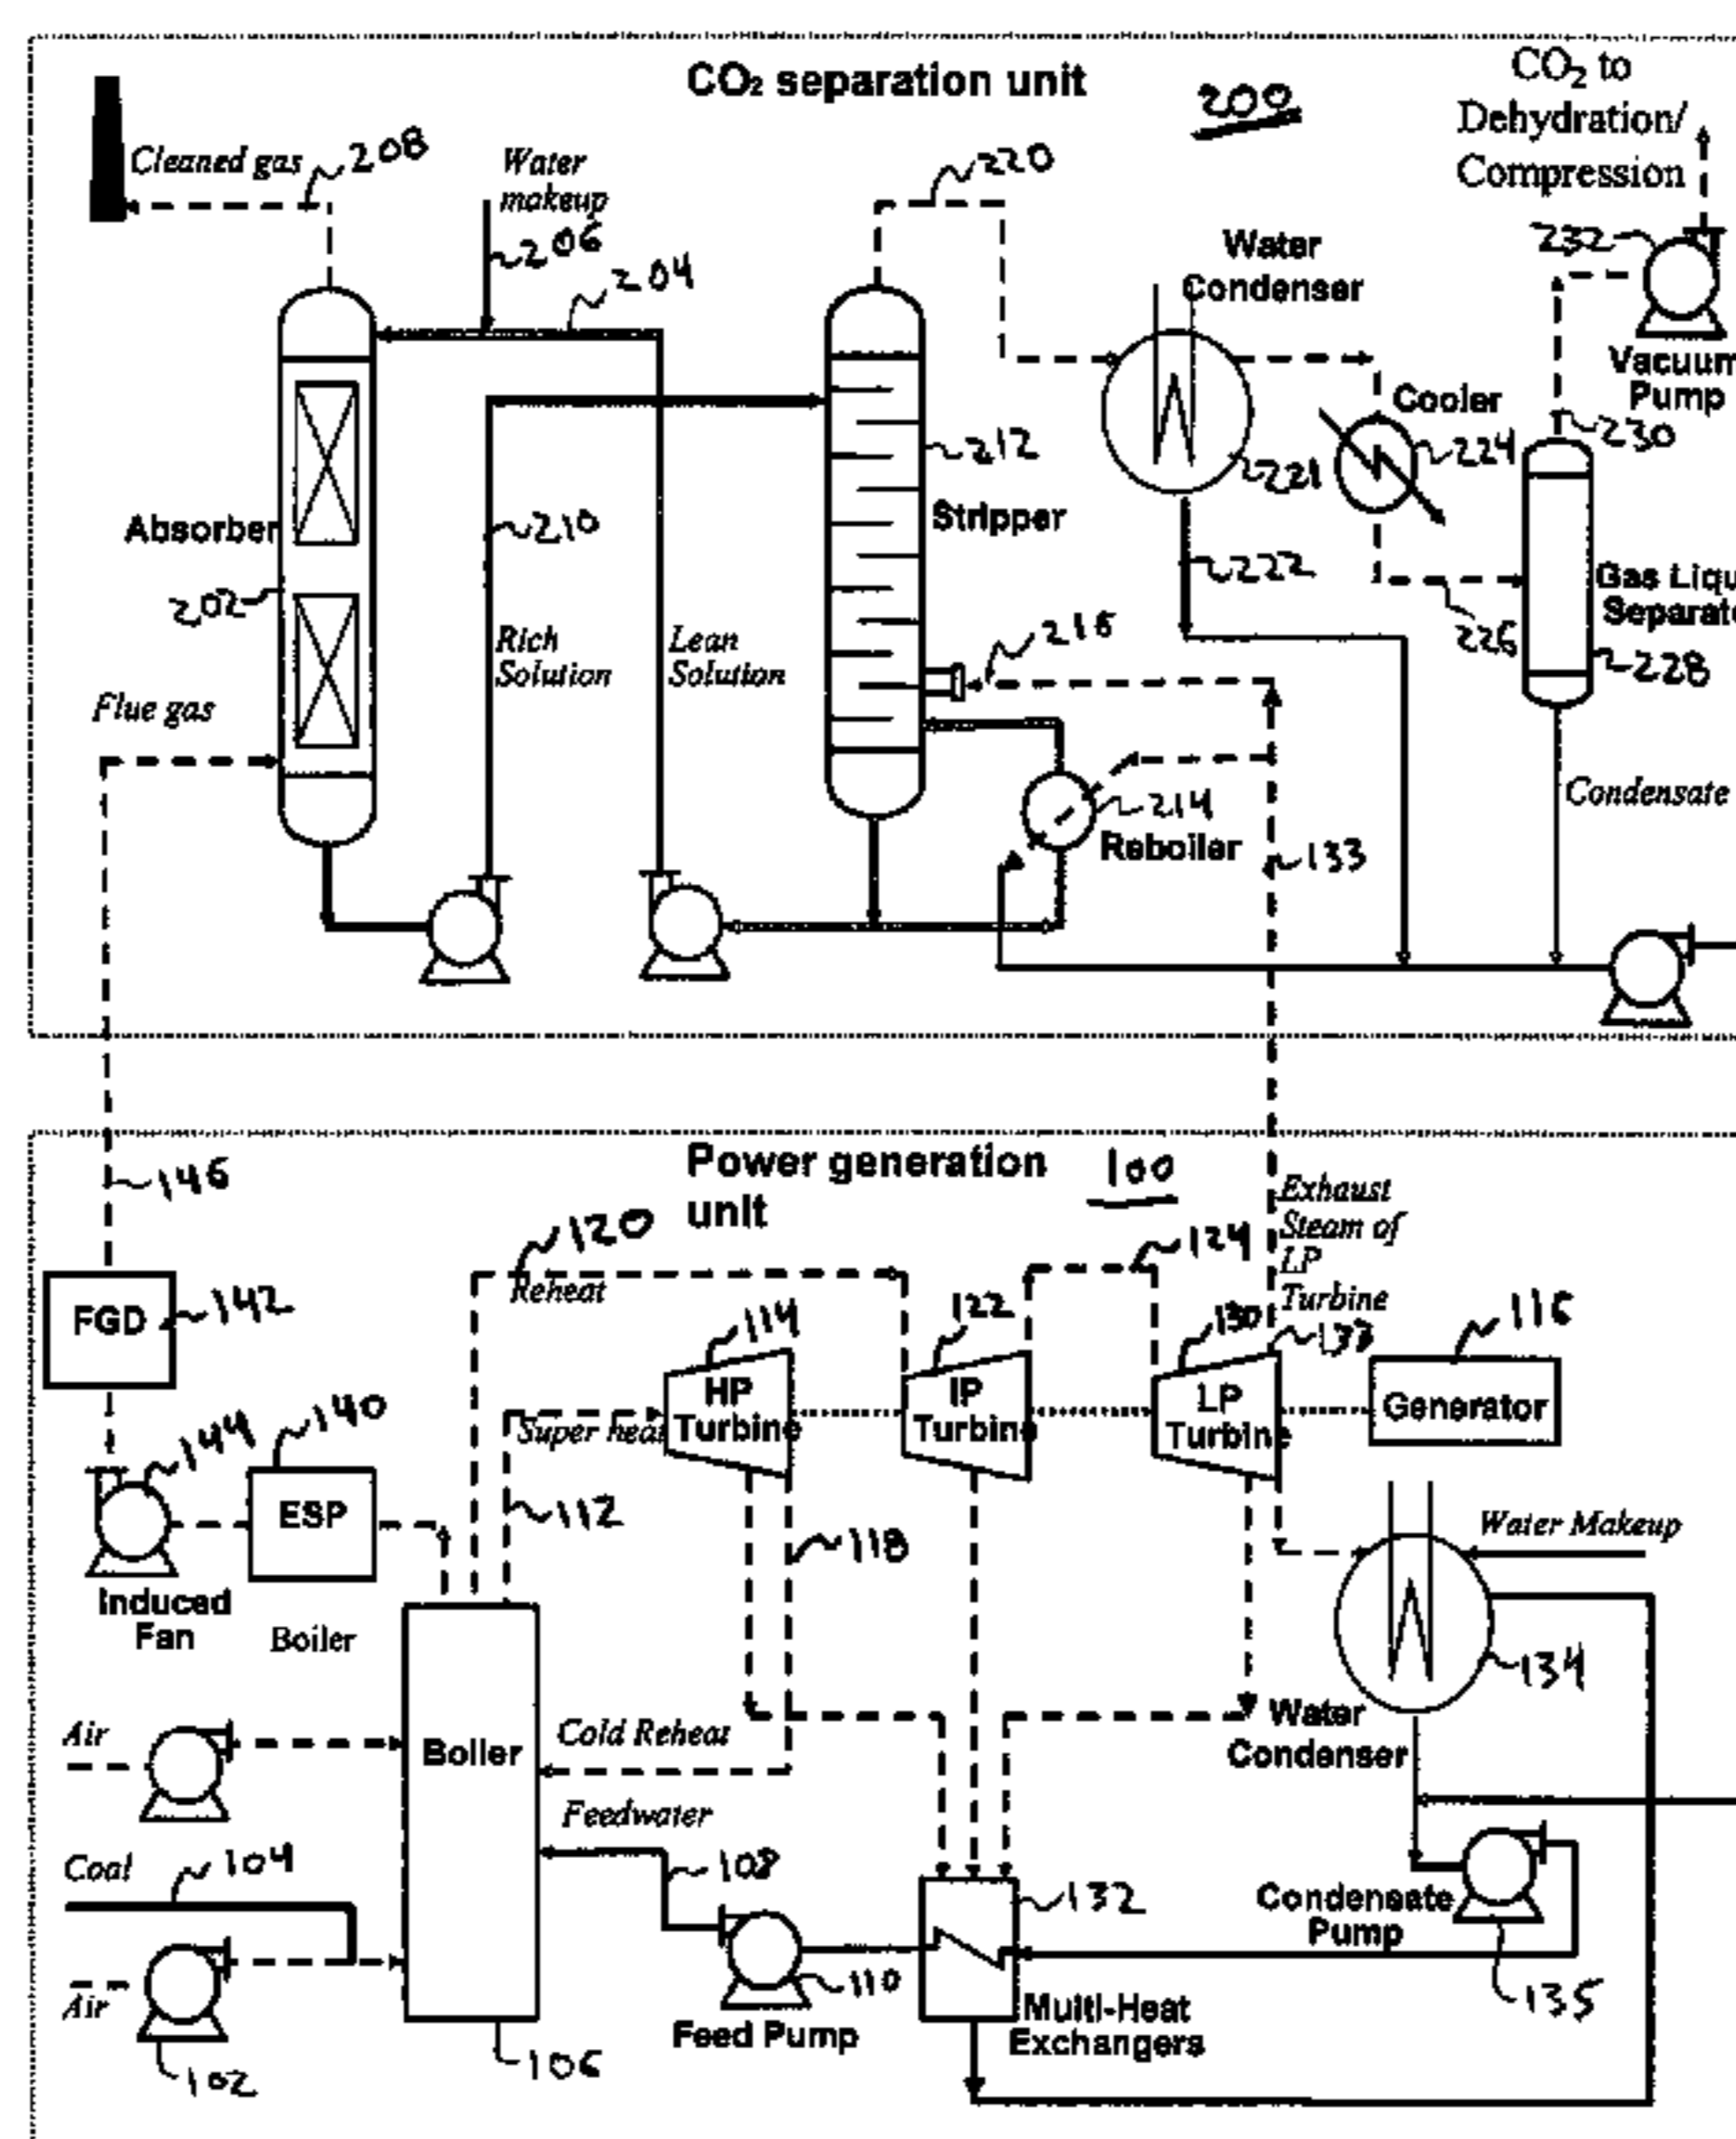 CO₂ separation unit
200
CO₂ to
Dehydration/
Compression
Cleaned gas
208
Water
makeup
206
204
220
Water
Condenser
232
Vacuum
Pump
Cooler
224
230
Absorber
202
210
212
Stripper
221
222
226
Gas Liqu
Separat
228
Rich
Solution
Lean
Solution
216
Flue gas
214
Reboiler
133
Condensate
Power generation
unit
100
146
120
Reheat
124
Exhaust
Steam of
LP
Turbine
133
FGD
142
114
HP
Turbine
122
IP
Turbine
130
LP
Turbine
116
Generator
144
140
ESP
Super heat
112
118
Water Makeup
Induced
Fan
Boiler
134
Air
Boiler
Cold Reheat
Water
Condenser
Feedwater
Coal
104
108
132
Condensate
Pump
Air
110
135
Feed Pump
Multi-Heat
Exchangers
102
106